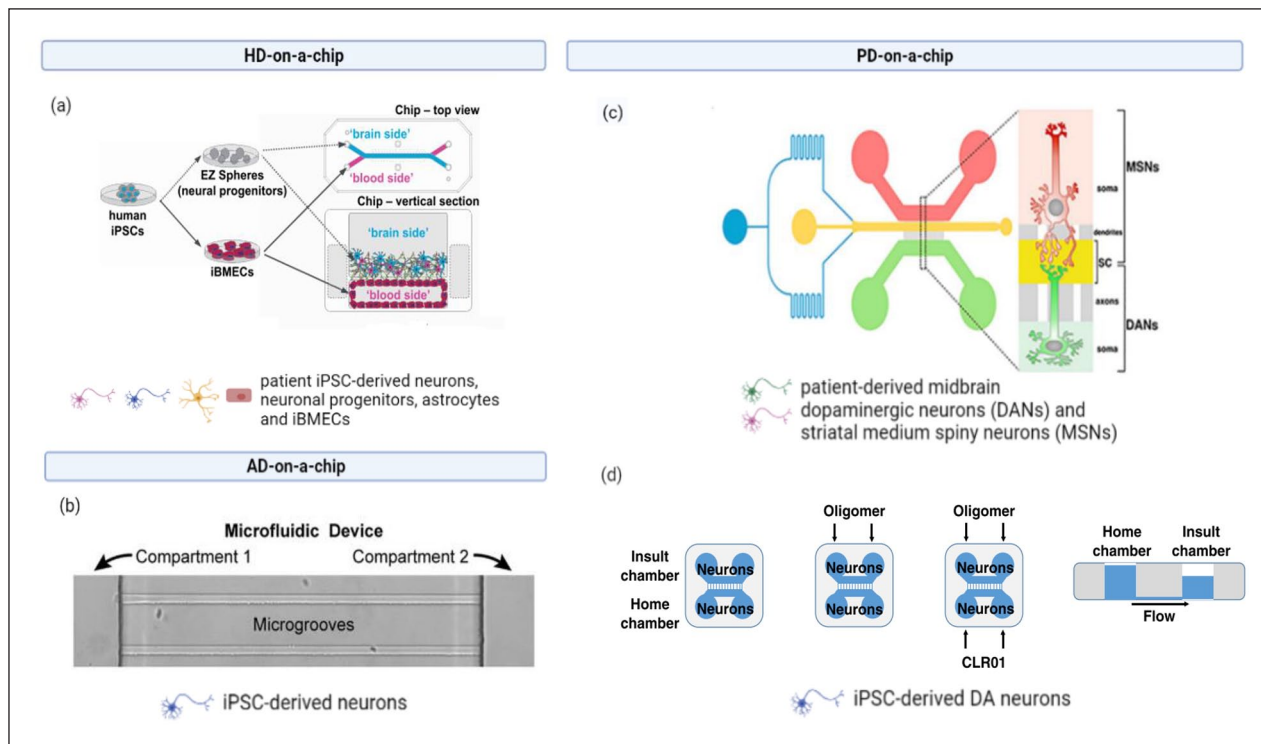 HD-on-a-chip
(a)
Chip – top view
'brain side'
'blood side'
EZ Spheres
(neural progenitors)
human
iPSCs
iBMECs
Chip – vertical section
'brain side'
'blood side'
patient iPSC-derived neurons,
neuronal progenitors, astrocytes
and iBMECs
AD-on-a-chip
(b)
Microfluidic Device
Compartment 1
Compartment 2
Microgrooves
iPSC-derived neurons
PD-on-a-chip
(c)
MSNs
soma
dendrites
SC
axons
DANs
soma
patient-derived midbrain
dopaminergic neurons (DANs) and
striatal medium spiny neurons (MSNs)
(d)
Insult
chamber
Home
chamber
Neurons
Neurons
Oligomer
Neurons
Neurons
Oligomer
Neurons
Neurons
CLR01
Home
chamber
Insult
chamber
Flow
iPSC-derived DA neurons